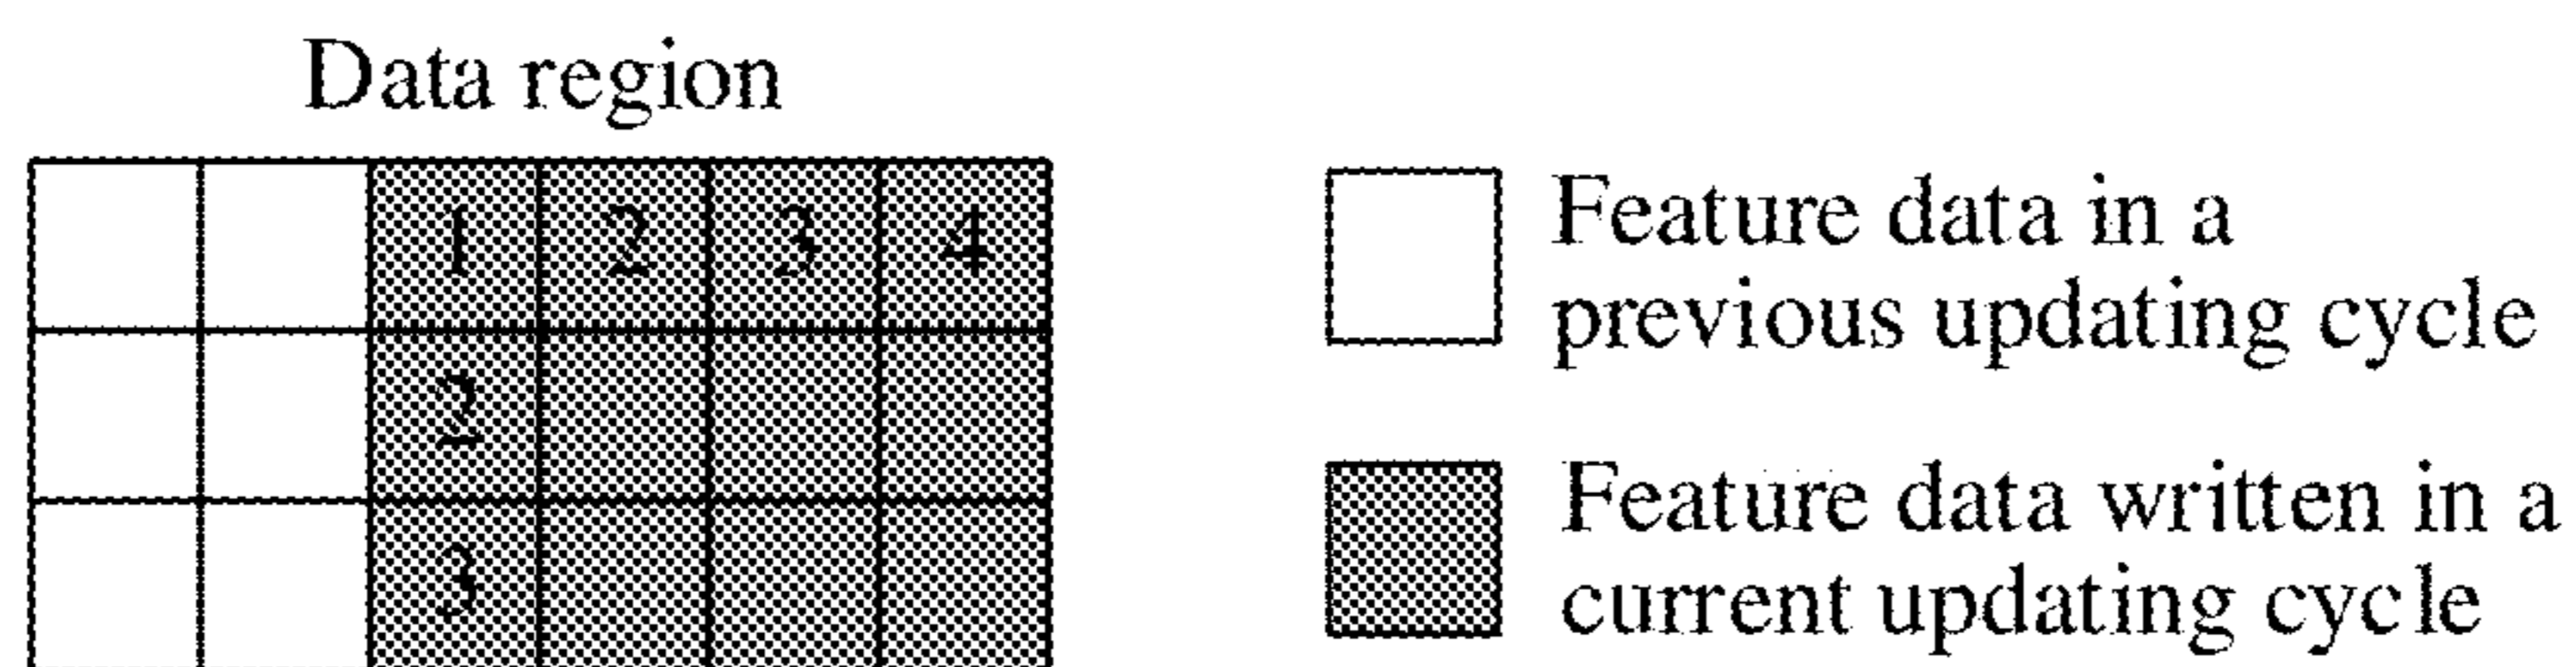 Data region
1 2 3 4
2
3
Feature data in a
previous updating cycle
Feature data written in a
current updating cycle